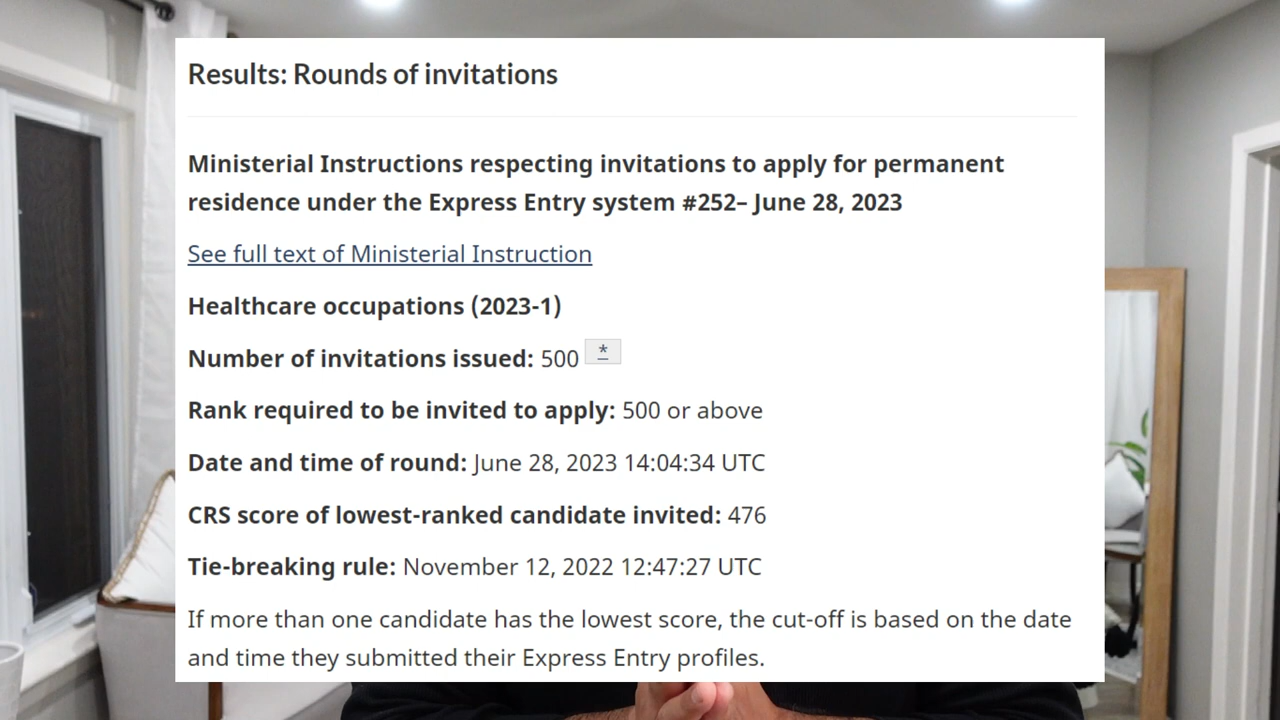 Results: Rounds of invitations
Ministerial Instructions respecting invitations to apply for permanent
residence under the Express Entry system #252– June 28, 2023
See full text of Ministerial Instruction
Healthcare occupations (2023-1)
Number of invitations issued: 500 *
Rank required to be invited to apply: 500 or above
Date and time of round: June 28, 2023 14:04:34 UTC
CRS score of lowest-ranked candidate invited: 476
Tie-breaking rule: November 12, 2022 12:47:27 UTC
If more than one candidate has the lowest score, the cut-off is based on the date
and time they submitted their Express Entry profiles.